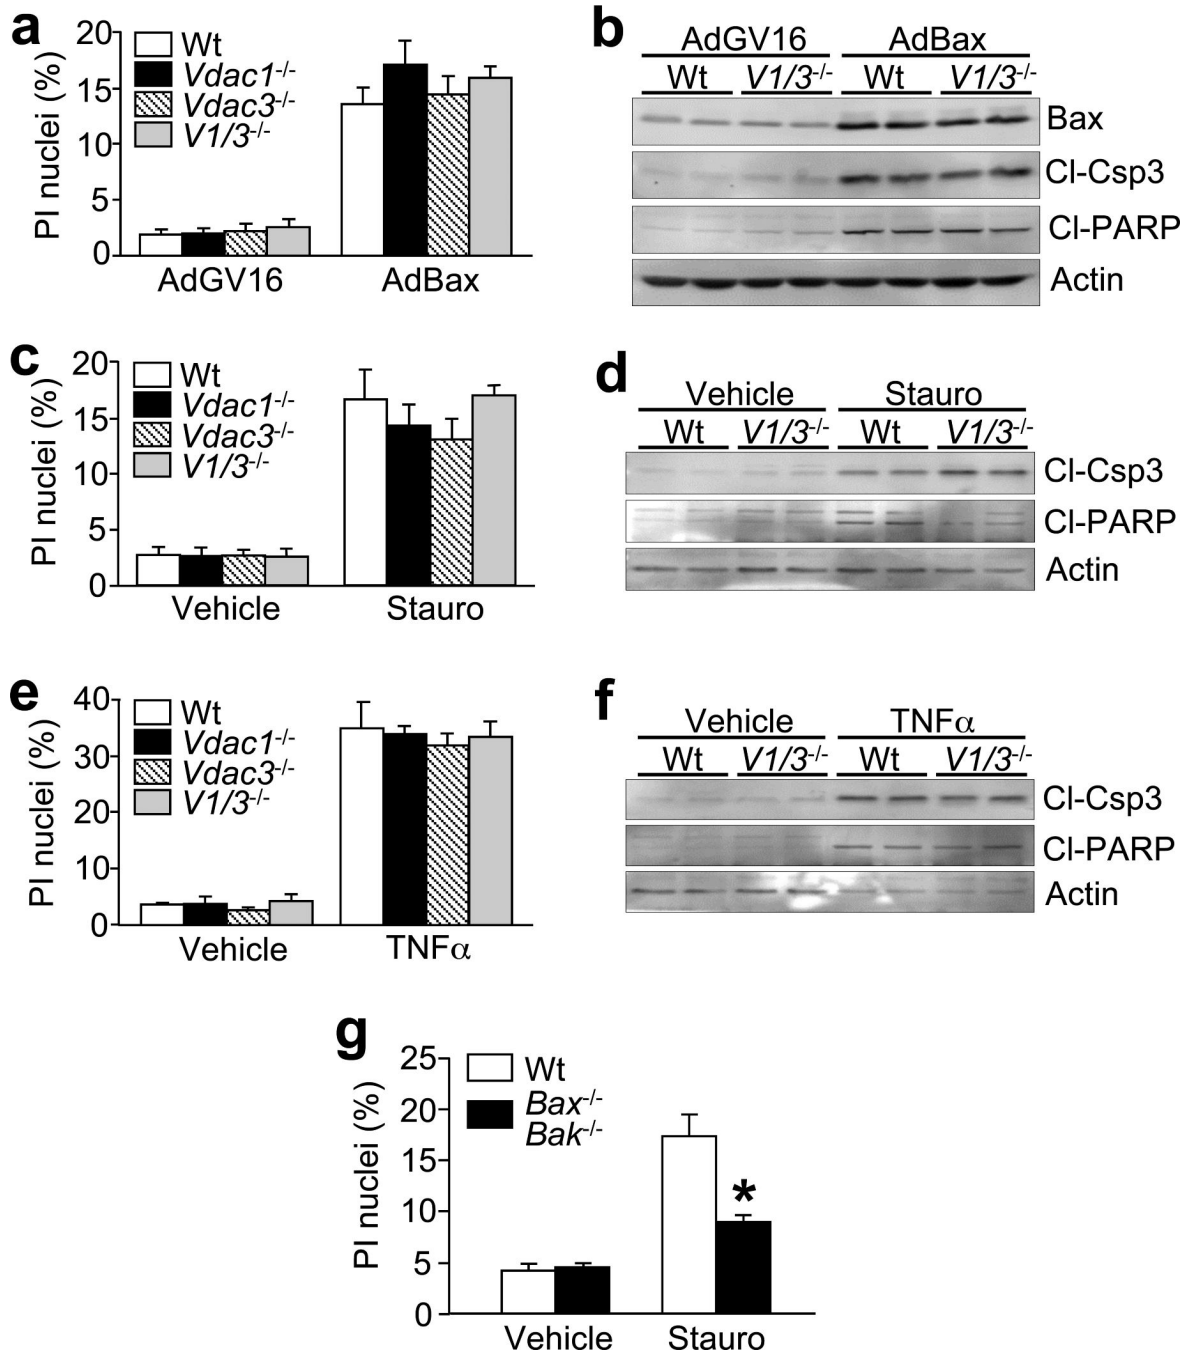 a
PI nuclei (%)
20
15
10
5
0
Wt
Vdac1-/-
Vdac3-/-
V1/3-/-
AdGV16 AdBax
b
AdGV16 AdBax
Wt V1/3-/- Wt V1/3-/-
Bax
Cl-Csp3
Cl-PARP
Actin
c
PI nuclei (%)
20
15
10
5
0
Wt
Vdac1-/-
Vdac3-/-
V1/3-/-
Vehicle Stauro
d
Vehicle Stauro
Wt V1/3-/- Wt V1/3-/-
Cl-Csp3
Cl-PARP
Actin
e
PI nuclei (%)
40
30
20
10
0
Wt
Vdac1-/-
Vdac3-/-
V1/3-/-
Vehicle TNFα
f
Vehicle TNFα
Wt V1/3-/- Wt V1/3-/-
Cl-Csp3
Cl-PARP
Actin
g
PI nuclei (%)
25
20
15
10
5
0
Wt
Bax-/-
Bak-/-
*
Vehicle Stauro